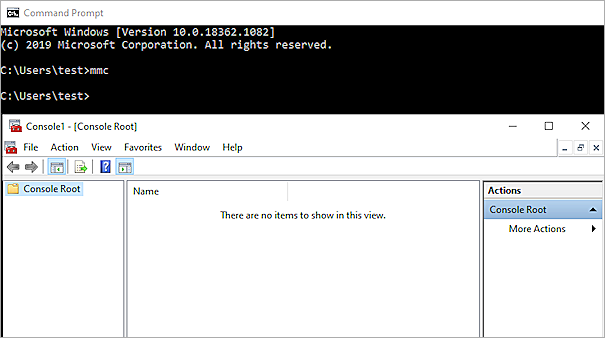 Command Prompt
Microsoft Windows [Version 10.0.18362.1082]
(c) 2019 Microsoft Corporation. All rights reserved.
C:\Users\test>mmc
C:\Users\test>
Console1 - [Console Root]
File Action View Favorites Window Help
Console Root
Name
There are no items to show in this view.
Actions
Console Root
More Actions